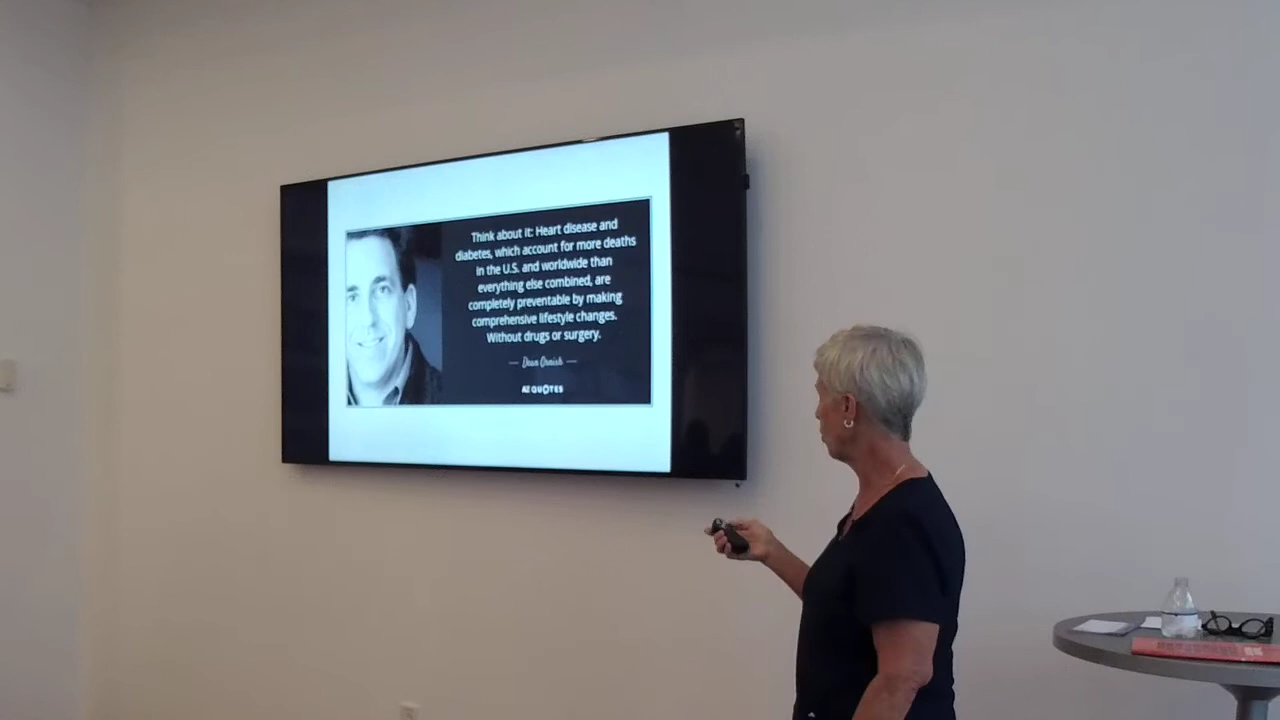 Think about it: Heart disease and
diabetes, which account for more deaths
in the U.S. and worldwide than
everything else combined, are
completely preventable by making
comprehensive lifestyle changes.
Without drugs or surgery.
— Dean Ornish —
AZ QUOTES